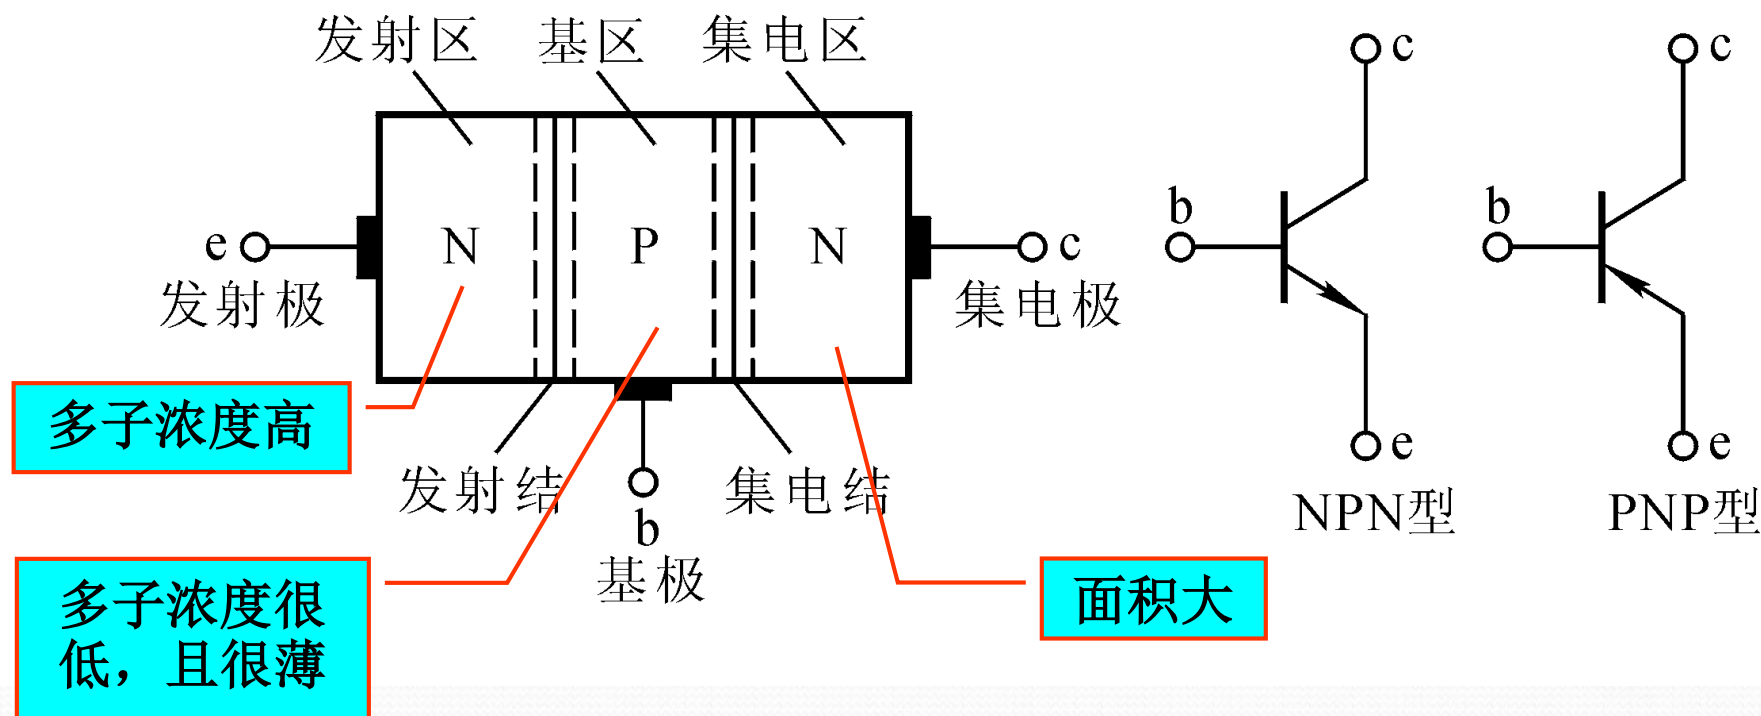 发射区 基区 集电区
c
c
b
b
e
N
P
N
c
发射极
集电极
多子浓度高
e
e
发射结
集电结
NPN型
PNP型
b
基极
多子浓度很
低，且很薄
面积大